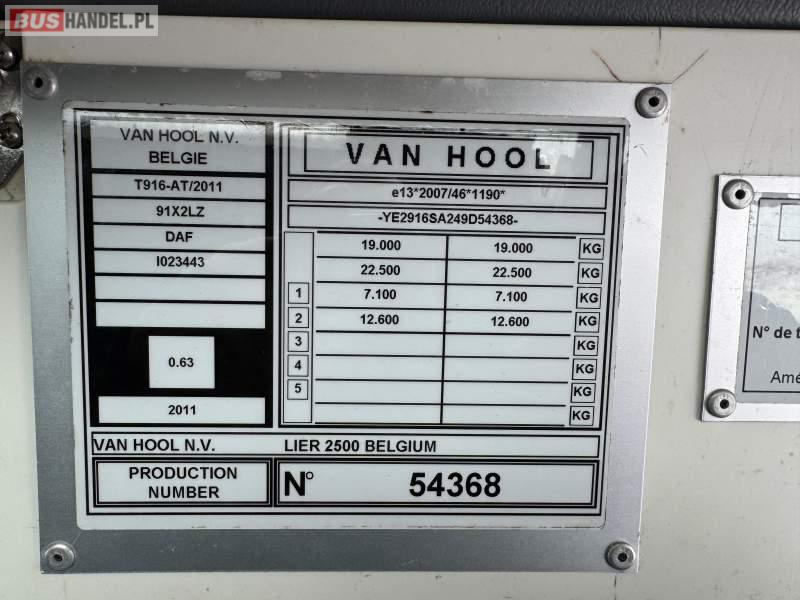 BUSHANDEL.PL
VAN HOOL N.V.
BELGIE
T916-AT/2011
91X2LZ
DAF
I023443
0.63
2011
VAN HOOL
e13*2007/46*1190*
-YE2916SA249D54368-
19.000 19.000 KG
22.500 22.500 KG
1 7.100 7.100 KG
2 12.600 12.600 KG
3 KG
4 KG
5 KG
KG
VAN HOOL N.V. LIER 2500 BELGIUM
PRODUCTION
NUMBER
N° 54368
N° de t
Amé